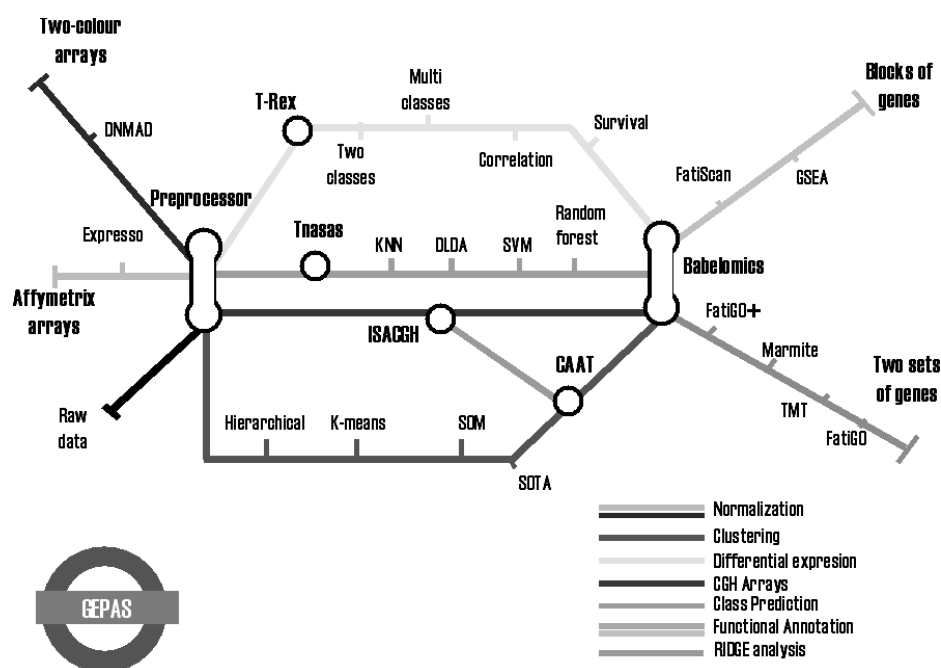 Two-colour
arrays
DNMAD
T-Rex
Multi
classes
Two
classes
Correlation
Survival
Blocks of
genes
GSEA
FatiScan
Preprocessor
Expresso
Affymetrix
arrays
Tnasas
KNN
DLDA
SVM
Random
forest
Babelomics
ISACGH
CAAT
FatiGO+
Marmite
TMT
FatiGO
Two sets
of genes
Raw
data
Hierarchical
K-means
SOM
SOTA
Normalization
Clustering
Differential expresion
CGH Arrays
Class Prediction
Functional Annotation
RIDGE analysis
GEPAS